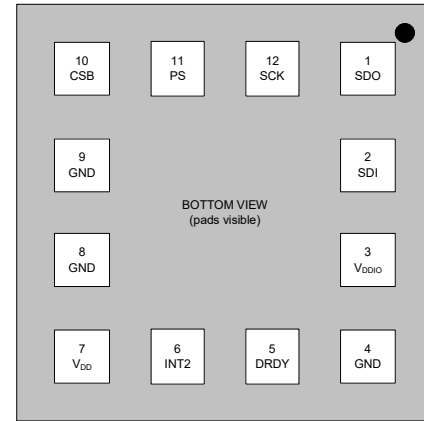 10
CSB
11
PS
12
SCK
1
SDO
9
GND
2
SDI
BOTTOM VIEW
(pads visible)
8
GND
3
VDDIO
7
VDD
6
INT2
5
DRDY
4
GND